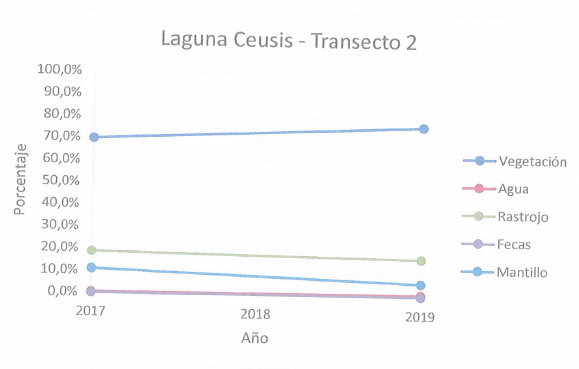 Laguna Ceusis - Transecto 2
100,0%
90,0%
80,0%
70,0%
60,0%
50,0%
40,0%
30,0%
20,0%
10,0%
0,0%
Porcentaje
2017
2018
2019
Año
Vegetación
Agua
Rastrojo
Fecas
Mantillo